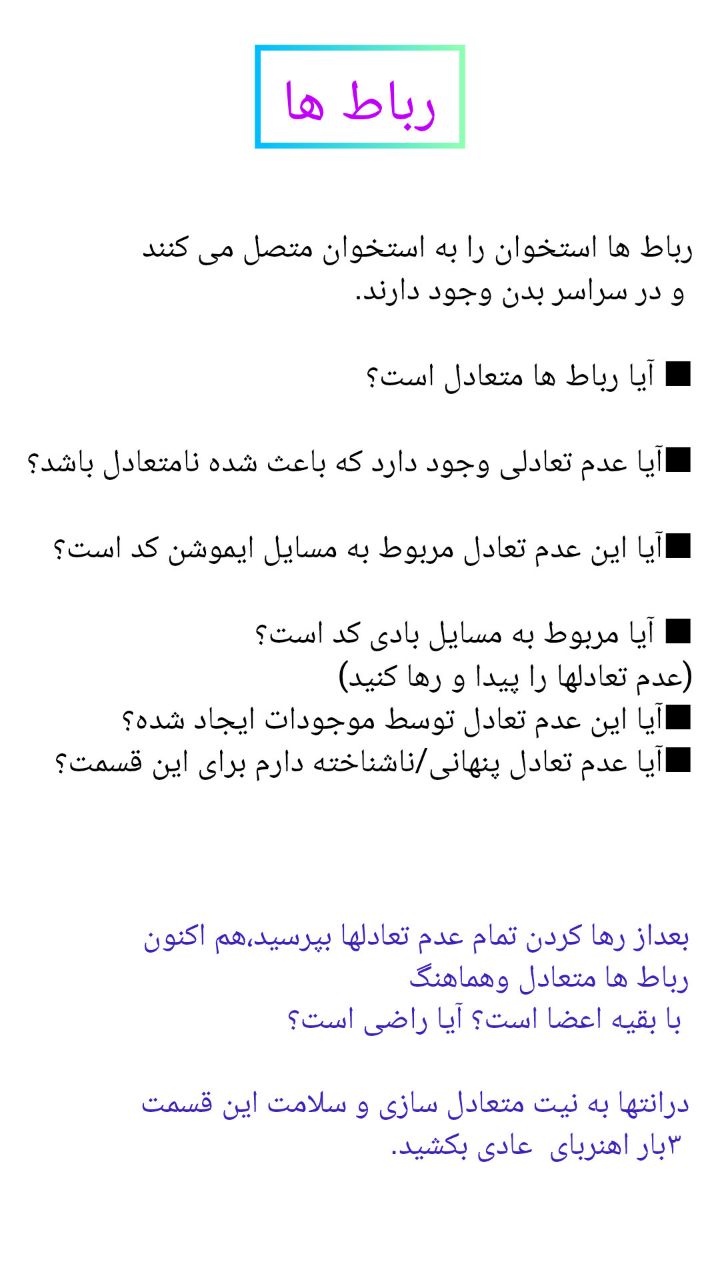 رباط ها
رباط ها استخوان را به استخوان متصل می کنند
و در سراسر بدن وجود دارند.
■ آیا رباط ها متعادل است؟
■آیا عدم تعادلی وجود دارد که باعث شده نامتعادل باشد؟
■آیا این عدم تعادل مربوط به مسایل ایموشن کد است؟
■ آیا مربوط به مسایل بادی کد است؟
(عدم تعادلها را پیدا و رها کنید)
■آیا این عدم تعادل توسط موجودات ایجاد شده؟
■آیا عدم تعادل پنهانی/ناشناخته دارم برای این قسمت؟
بعداز رها کردن تمام عدم تعادلها بپرسید،هم اکنون
رباط ها متعادل وهماهنگ
با بقیه اعضا است؟ آیا راضی است؟
درانتها به نیت متعادل سازی و سلامت این قسمت
۳بار اهنربای  عادی بکشید.